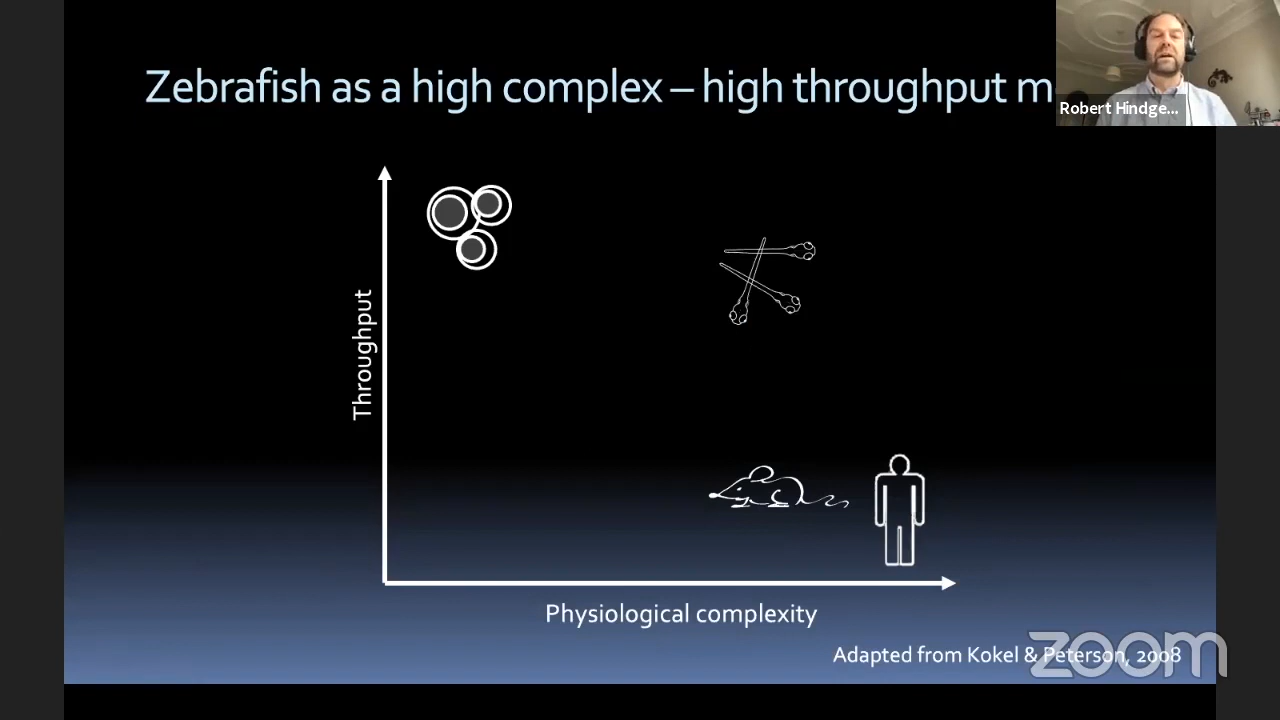 Zebrafish as a high complex – high throughput m
Robert Hindge...
Throughput
Physiological complexity
Adapted from Kokel & Peterson, 2008
zoom